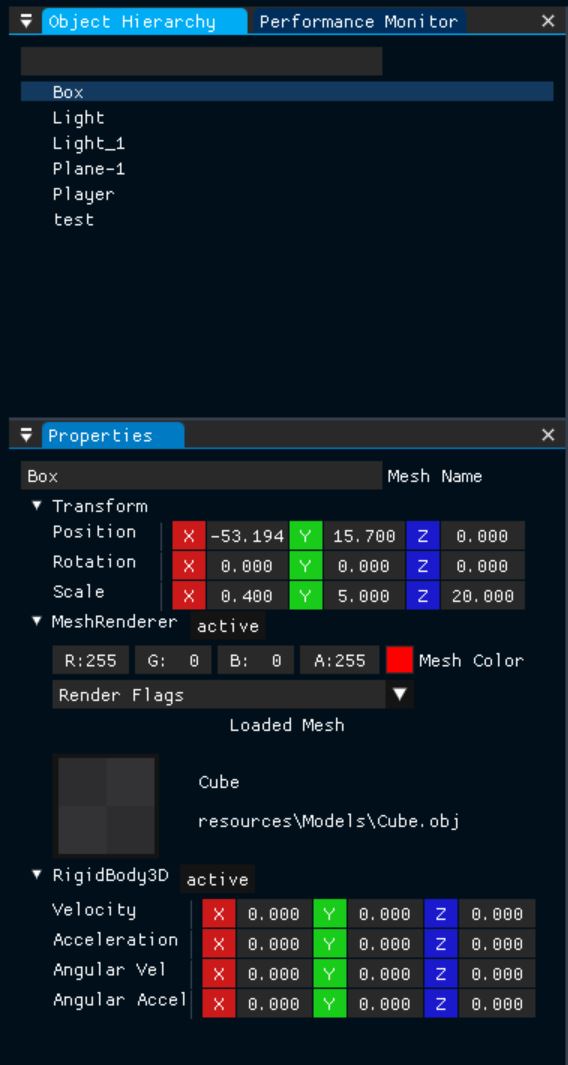 Object Hierarchy Performance Monitor
Box
Light
Light_1
Plane-1
Player
test
Properties
Box Mesh Name
Transform
Position X -53.194 Y 15.700 Z 0.000
Rotation X 0.000 Y 0.000 Z 0.000
Scale X 0.400 Y 5.000 Z 20.000
MeshRenderer active
R:255 G: 0 B: 0 A:255 Mesh Color
Render Flags
Loaded Mesh
Cube
resources\Models\Cube.obj
RigidBody3D active
Velocity X 0.000 Y 0.000 Z 0.000
Acceleration X 0.000 Y 0.000 Z 0.000
Angular Vel X 0.000 Y 0.000 Z 0.000
Angular Accel X 0.000 Y 0.000 Z 0.000